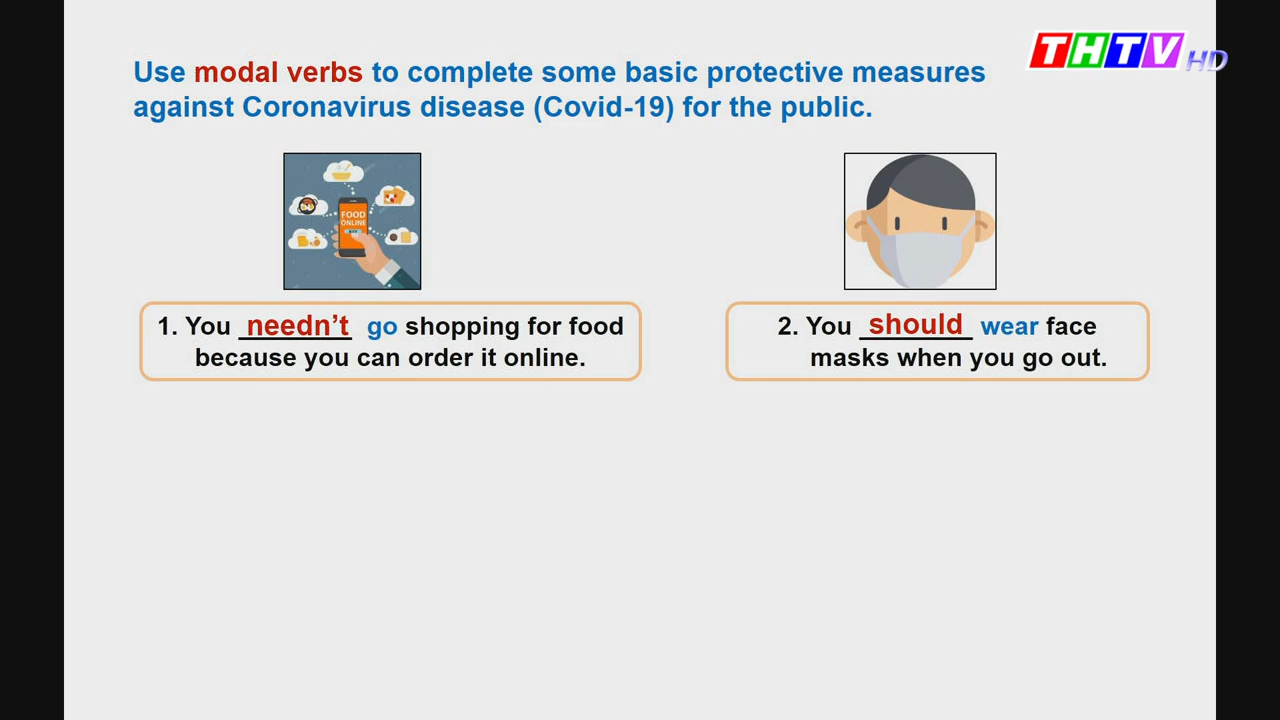 THTV HD
Use modal verbs to complete some basic protective measures
against Coronavirus disease (Covid-19) for the public.
FOOD
ONLINE
1. You needn't go shopping for food
because you can order it online.
2. You should wear face
masks when you go out.